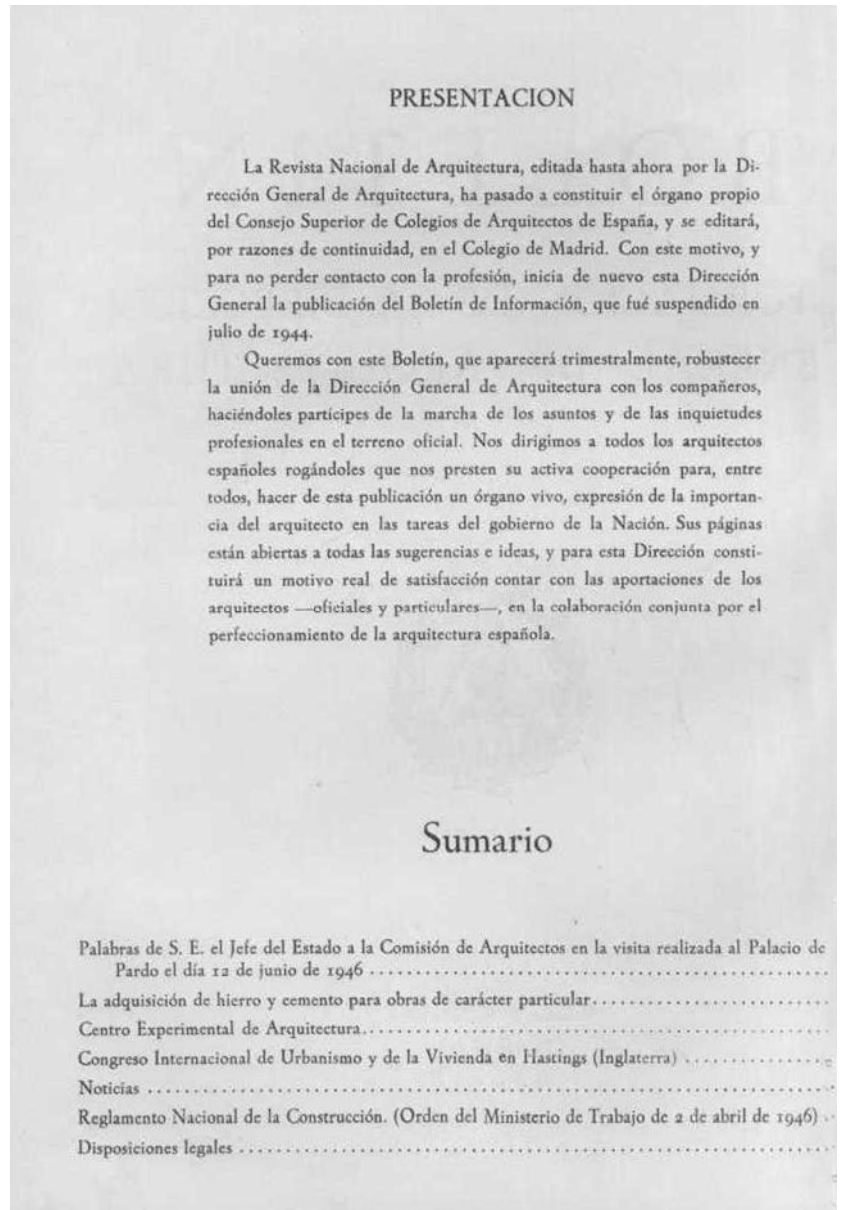 PRESENTACION
La Revista Nacional de Arquitectura, editada hasta ahora por la Di-
rección General de Arquitectura, ha pasado a constituir el órgano propio
del Consejo Superior de Colegios de Arquitectos de España, y se editará,
por razones de continuidad, en el Colegio de Madrid. Con este motivo, y
para no perder contacto con la profesión, inicia de nuevo esta Dirección
General la publicación del Boletín de Información, que fué suspendido en
julio de 1944.
Queremos con este Boletín, que aparecerá trimestralmente, robustecer
la unión de la Dirección General de Arquitectura con los compañeros,
haciéndoles partícipes de la marcha de los asuntos y de las inquietudes
profesionales en el terreno oficial. Nos dirigimos a todos los arquitectos
españoles rogándoles que nos presten su activa cooperación para, entre
todos, hacer de esta publicación un órgano vivo, expresión de la importan-
cia del arquitecto en las tareas del gobierno de la Nación. Sus páginas
están abiertas a todas las sugerencias e ideas, y para esta Dirección consti-
tuirá un motivo real de satisfacción contar con las aportaciones de los
arquitectos —oficiales y particulares—, en la colaboración conjunta por el
perfeccionamiento de la arquitectura española.
Sumario
Palabras de S. E. el Jefe del Estado a la Comisión de Arquitectos en la visita realizada al Palacio de
Pardo el día 12 de junio de 1946 ........................................
La adquisición de hierro y cemento para obras de carácter particular..........................
Centro Experimental de Arquitectura..................................................
Congreso Internacional de Urbanismo y de la Vivienda en Hastings (Inglaterra) ................
Noticias ..........................................................................
Reglamento Nacional de la Construcción. (Orden del Ministerio de Trabajo de 2 de abril de 1946) ..
Disposiciones legales ................................................................